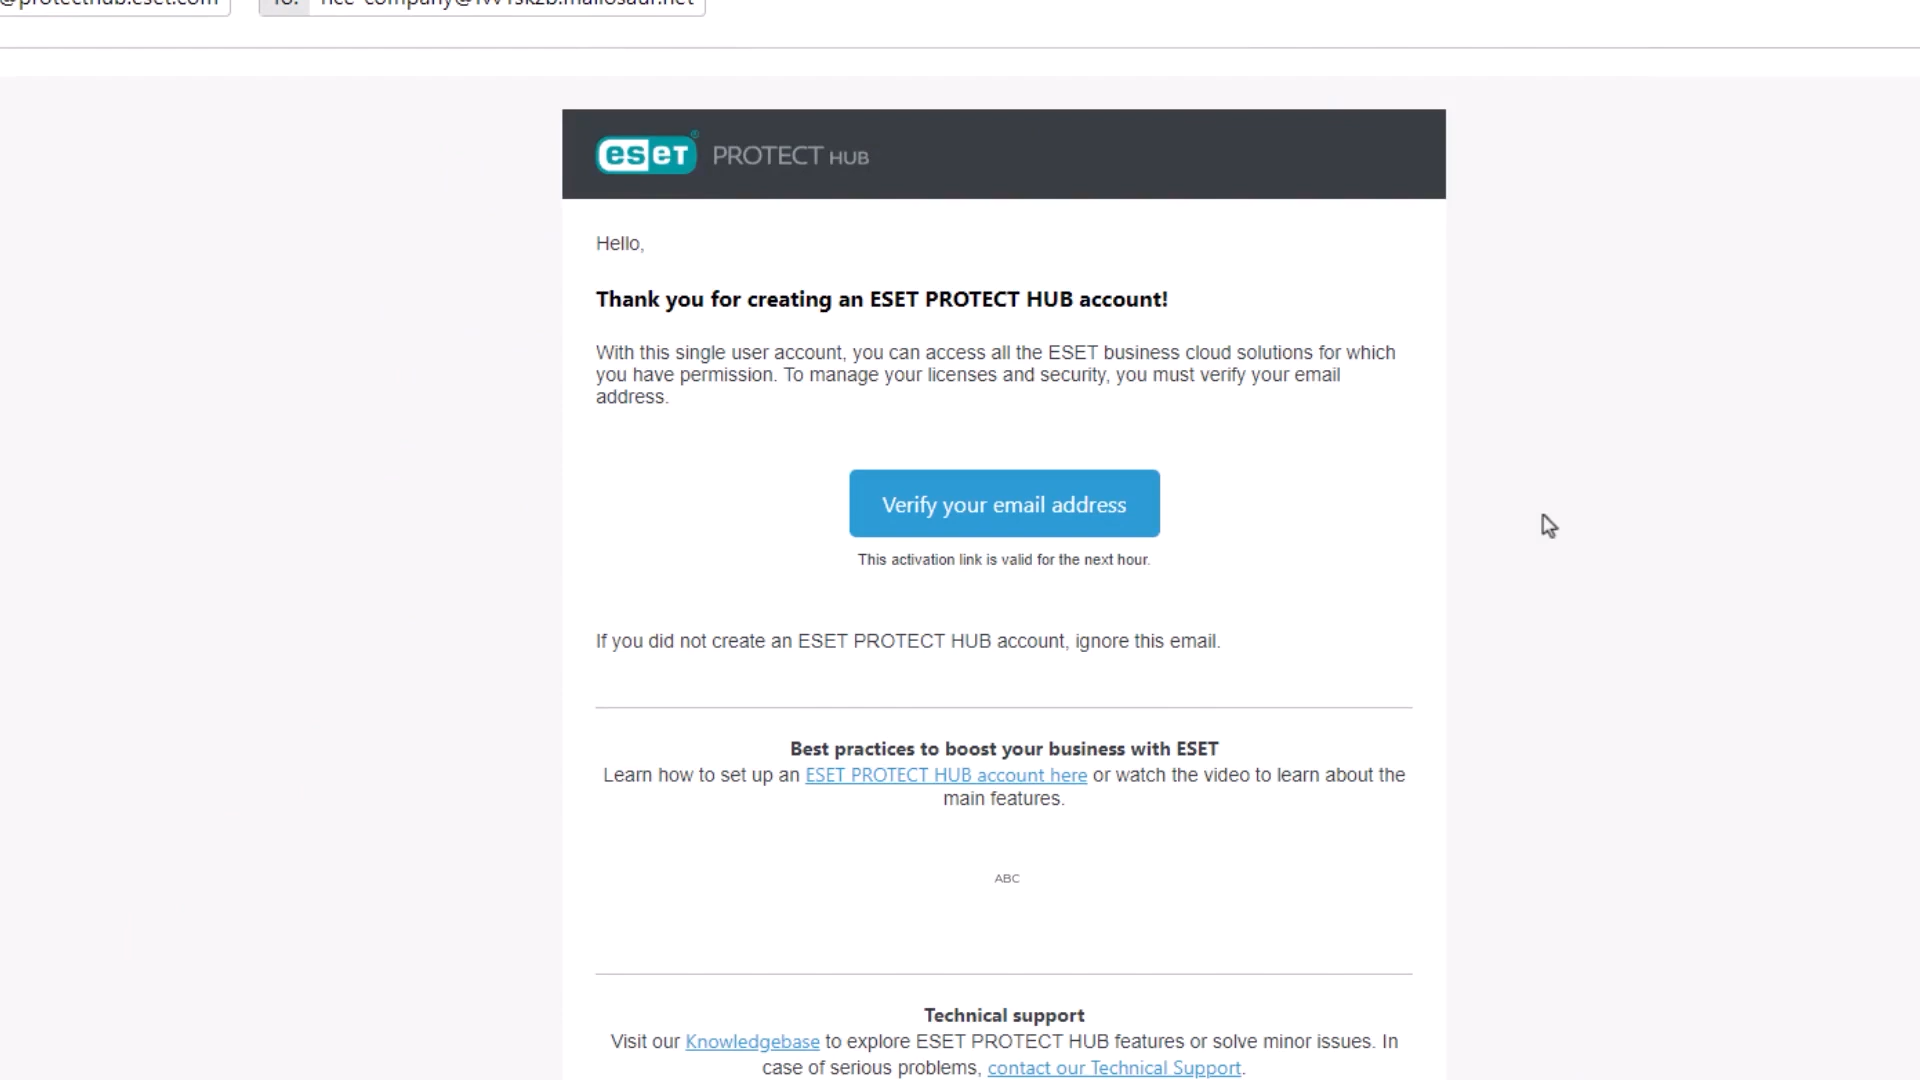 @protecthub.eset.com To:
eset® PROTECT HUB
Hello,
Thank you for creating an ESET PROTECT HUB account!
With this single user account, you can access all the ESET business cloud solutions for which
you have permission. To manage your licenses and security, you must verify your email
address.
Verify your email address
This activation link is valid for the next hour.
If you did not create an ESET PROTECT HUB account, ignore this email.
Best practices to boost your business with ESET
Learn how to set up an ESET PROTECT HUB account here or watch the video to learn about the
main features.
ABC
Technical support
Visit our Knowledgebase to explore ESET PROTECT HUB features or solve minor issues. In
case of serious problems, contact our Technical Support.